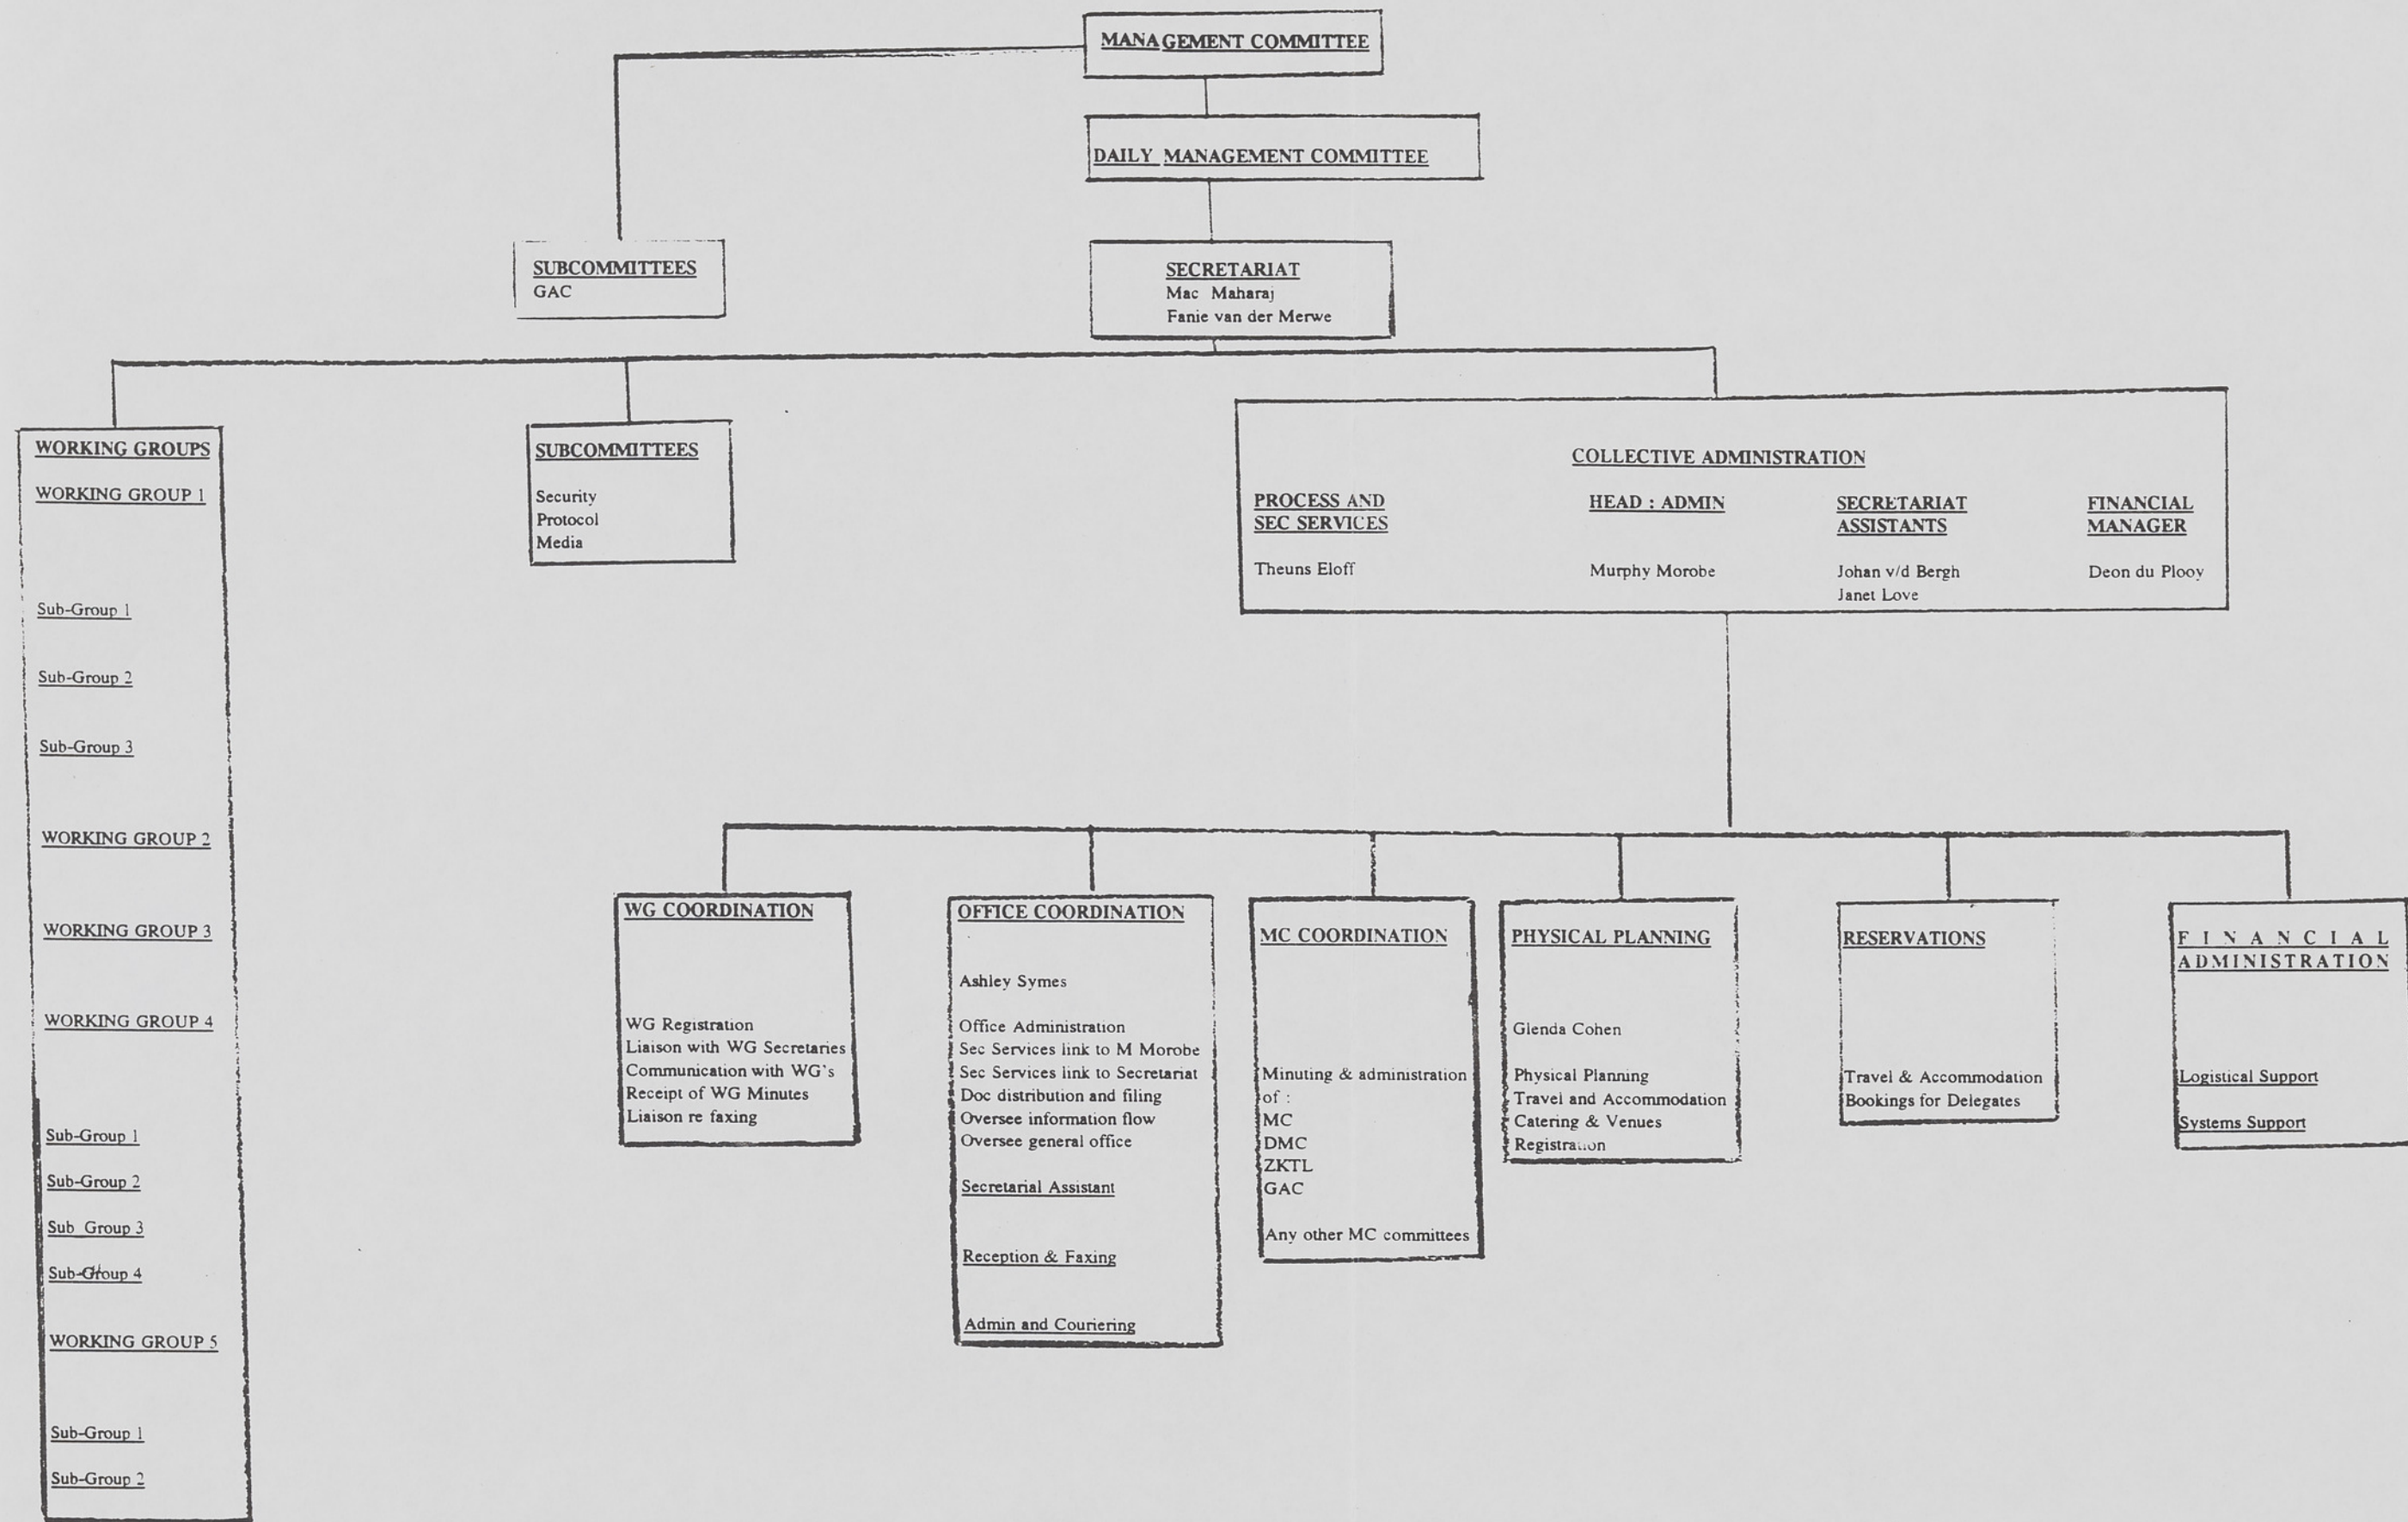 MANAGEMENT COMMITTEE
DAILY MANAGEMENT COMMITTEE
SUBCOMMITTEES
GAC
SECRETARIAT
Mac Maharaj
Fanie van der Merwe
WORKING GROUPS
WORKING GROUP 1
Sub-Group 1
Sub-Group 2
Sub-Group 3
WORKING GROUP 2
WORKING GROUP 3
WORKING GROUP 4
Sub-Group 1
Sub-Group 2
Sub Group 3
Sub-Group 4
WORKING GROUP 5
Sub-Group 1
Sub-Group 2
SUBCOMMITTEES
Security
Protocol
Media
COLLECTIVE ADMINISTRATION
PROCESS AND
SEC SERVICES
Theuns Eloff
HEAD : ADMIN
Murphy Morobe
SECRETARIAT
ASSISTANTS
Johan v/d Bergh
Janet Love
FINANCIAL
MANAGER
Deon du Plooy
WG COORDINATION
WG Registration
Liaison with WG Secretaries
Communication with WG's
Receipt of WG Minutes
Liaison re faxing
OFFICE COORDINATION
Ashley Symes
Office Administration
Sec Services link to M Morobe
Sec Services link to Secretariat
Doc distribution and filing
Oversee information flow
Oversee general office
Secretarial Assistant
Reception & Faxing
Admin and Couriering
MC COORDINATION
Minuting & administration
of :
MC
DMC
ZKTL
GAC
Any other MC committees
PHYSICAL PLANNING
Glenda Cohen
Physical Planning
Travel and Accommodation
Catering & Venues
Registration
RESERVATIONS
Travel & Accommodation
Bookings for Delegates
FINANCIAL
ADMINISTRATION
Logistical Support
Systems Support